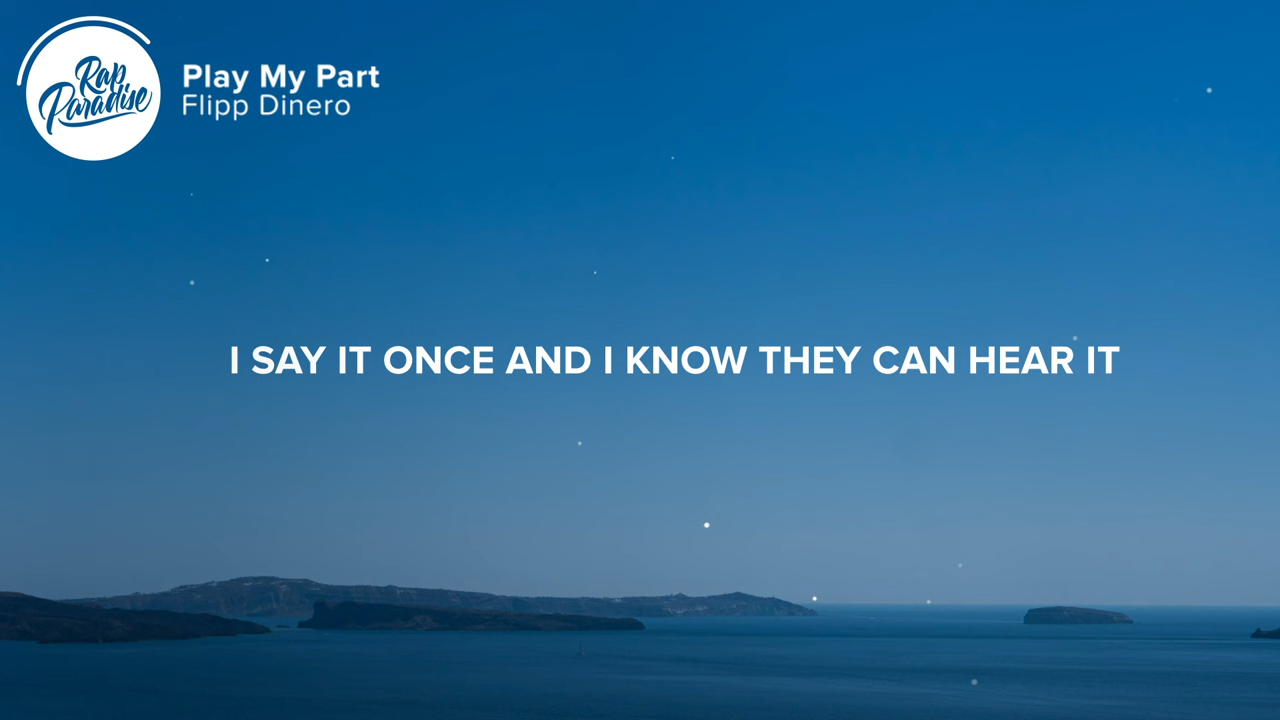 Rap
Paradise
Play My Part
Flipp Dinero
I SAY IT ONCE AND I KNOW THEY CAN HEAR IT